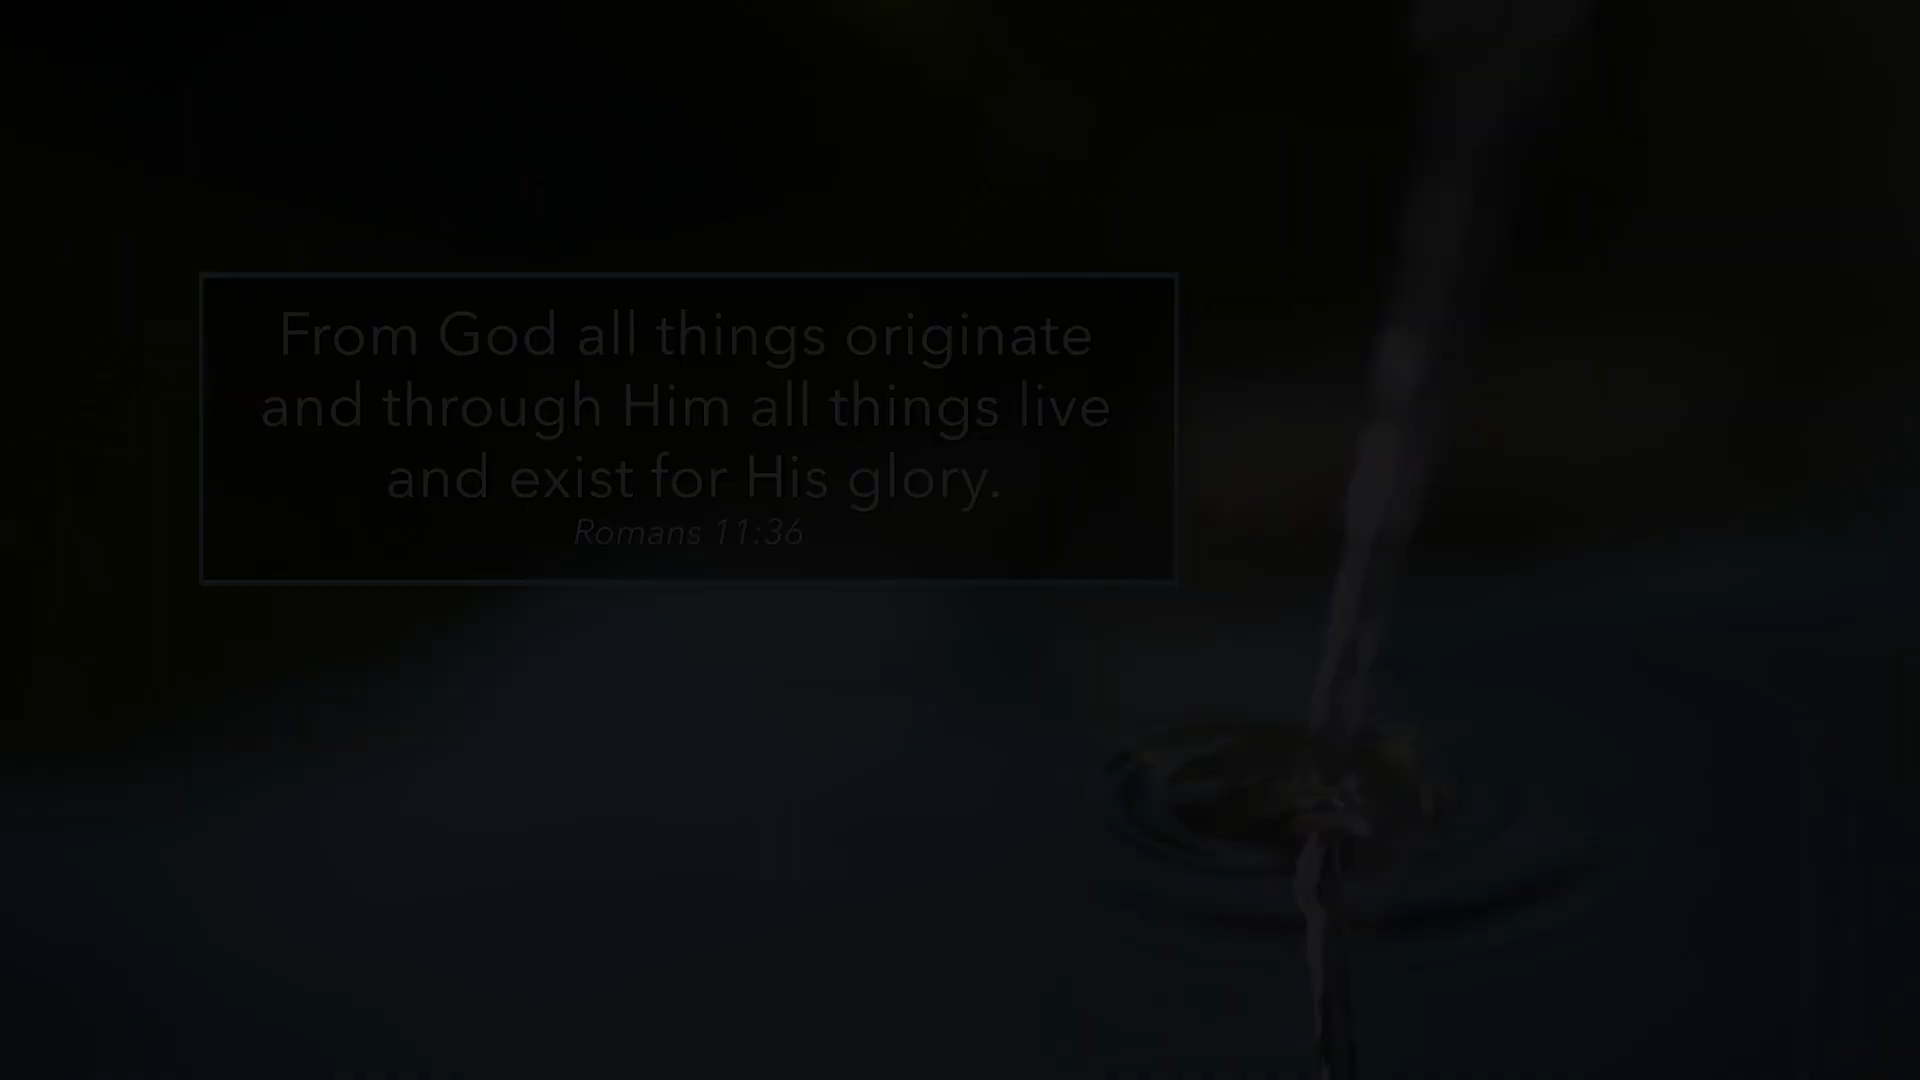 From God all things originate
and through Him all things live
and exist for His glory.
Romans 11:36